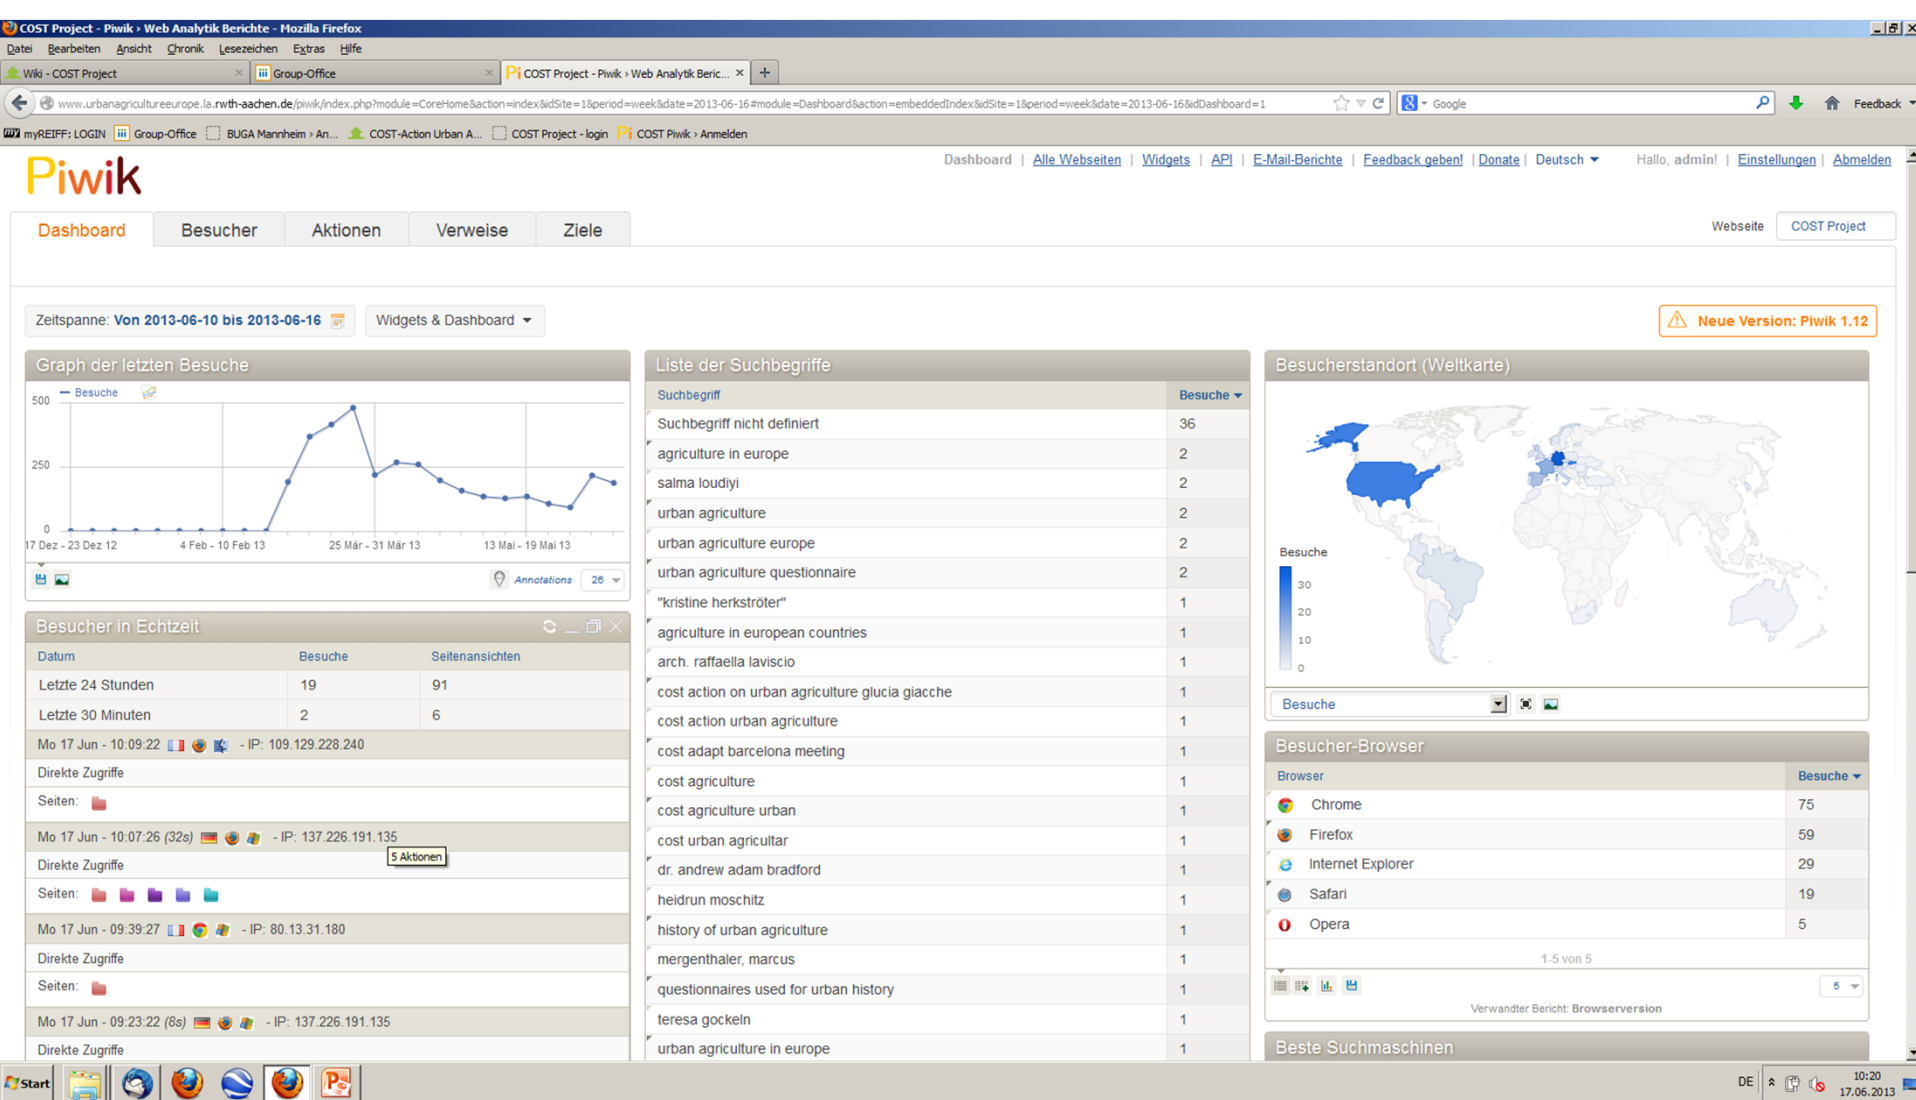 COST Project - Piwik › Web Analytik Berichte - Mozilla Firefox
Datei Bearbeiten Ansicht Chronik Lesezeichen Extras Hilfe
Wiki - COST Project
Group-Office
COST Project - Piwik › Web Analytik Beric...
www.urbanagricultureeurope.la.rwth-aachen.de/piwik/index.php?module=CoreHome&action=index&idSite=1&period=week&date=2013-06-16#module=Dashboard&action=embeddedIndex&idSite=1&period=week&date=2013-06-16&idDashboard=1
Google
Feedback
myREIFF: LOGIN Group-Office BUGA Mannheim › An... COST-Action Urban A... COST Project - login COST Piwik › Anmelden
Piwik
Dashboard | Alle Webseiten | Widgets | API | E-Mail-Berichte | Feedback geben! | Donate | Deutsch Hallo, admin! | Einstellungen | Abmelden
Dashboard Besucher Aktionen Verweise Ziele
Webseite COST Project
Zeitspanne: Von 2013-06-10 bis 2013-06-16
Widgets & Dashboard
Neue Version: Piwik 1.12
Graph der letzten Besuche
Besuche
500
250
0
17 Dez - 23 Dez 12 4 Feb - 10 Feb 13 25 Mär - 31 Mär 13 13 Mai - 19 Mai 13
Annotations 26
Besucher in Echtzeit
Datum Besuche Seitenansichten
Letzte 24 Stunden 19 91
Letzte 30 Minuten 2 6
Mo 17 Jun - 10:09:22 - IP: 109.129.228.240
Direkte Zugriffe
Seiten:
Mo 17 Jun - 10:07:26 (32s) - IP: 137.226.191.135
5 Aktionen
Direkte Zugriffe
Seiten:
Mo 17 Jun - 09:39:27 - IP: 80.13.31.180
Direkte Zugriffe
Seiten:
Mo 17 Jun - 09:23:22 (8s) - IP: 137.226.191.135
Direkte Zugriffe
Liste der Suchbegriffe
Suchbegriff Besuche
Suchbegriff nicht definiert 36
agriculture in europe 2
salma loudiyi 2
urban agriculture 2
urban agriculture europe 2
urban agriculture questionnaire 2
"kristine herkströter" 1
agriculture in european countries 1
arch. raffaella laviscio 1
cost action on urban agriculture glucia giacche 1
cost action urban agriculture 1
cost adapt barcelona meeting 1
cost agriculture 1
cost agriculture urban 1
cost urban agricultar 1
dr. andrew adam bradford 1
heidrun moschitz 1
history of urban agriculture 1
mergenthaler, marcus 1
questionnaires used for urban history 1
teresa gockeln 1
urban agriculture in europe 1
Besucherstandort (Weltkarte)
Besuche
30
20
10
0
Besuche
Besucher-Browser
Browser Besuche
Chrome 75
Firefox 59
Internet Explorer 29
Safari 19
Opera 5
1-5 von 5
5
Verwandter Bericht: Browserversion
Beste Suchmaschinen
Start
DE
10:20
17.06.2013